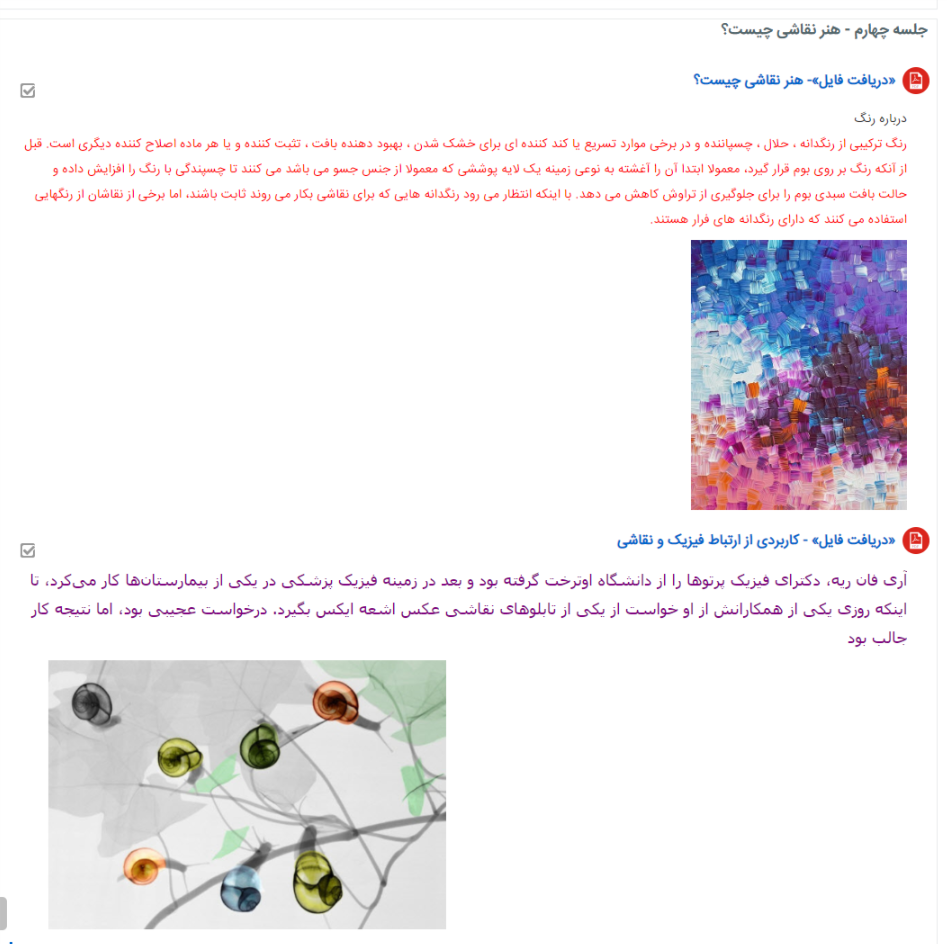 جلسه چهارم - هنر نقاشی چیست؟
«دریافت فایل»- هنر نقاشی چیست؟
درباره رنگ
رنگ ترکیبی از رنگدانه ، حلال ، چسپاننده و در برخی موارد تسریع یا کند کننده ای برای خشک شدن ، بهبود دهنده بافت ، تثبت کننده و یا هر ماده اصلاح کننده دیگری است. قبل
از آنکه رنگ بر روی بوم قرار گیرد، معمولا ابتدا آن را آغشته به نوعی زمینه یک لایه پوششی که معمولا از جنس جسو می باشد می کنند تا چسپندگی با رنگ را افزایش داده و
حالت بافت سبدی بوم را برای جلوگیری از تراوش کاهش می دهد. با اینکه انتظار می رود رنگدانه هایی که برای نقاشی بکار می روند ثابت باشند، اما برخی از نقاشان از رنگهایی
استفاده می کنند که دارای رنگدانه های فرار هستند.
«دریافت فایل» - کاربردی از ارتباط فیزیک و نقاشی
آری فان ریه، دکترای فیزیک پرتوها را از دانشگاه اوترخت گرفته بود و بعد در زمینه فیزیک پزشکی در یکی از بیمارستان‌ها کار می‌کرد، تا
اینکه روزی یکی از همکارانش از او خواست از یکی از تابلوهای نقاشی عکس اشعه ایکس بگیرد. درخواست عجیبی بود، اما نتیجه کار
جالب بود